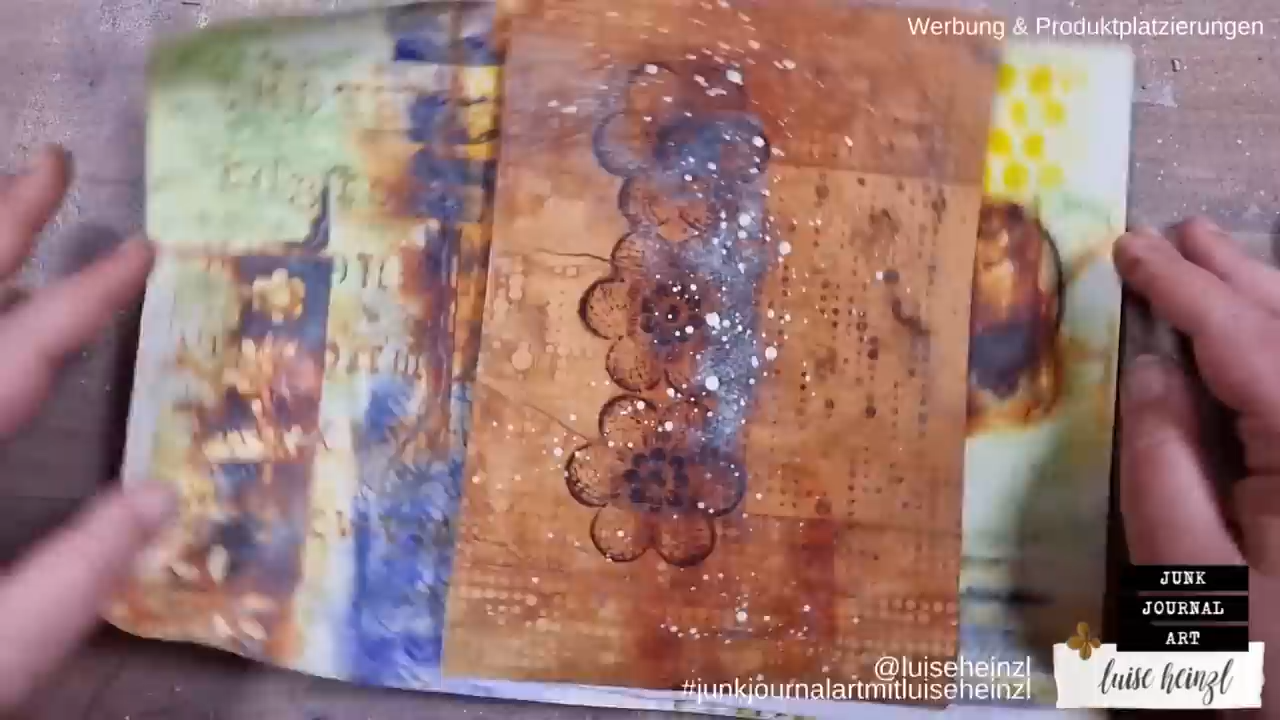 Werbung & Produktplatzierungen
JUNK
JOURNAL
ART
@luiseheinzl
#junkjournalartmitluiseheinzl
luise heinzl